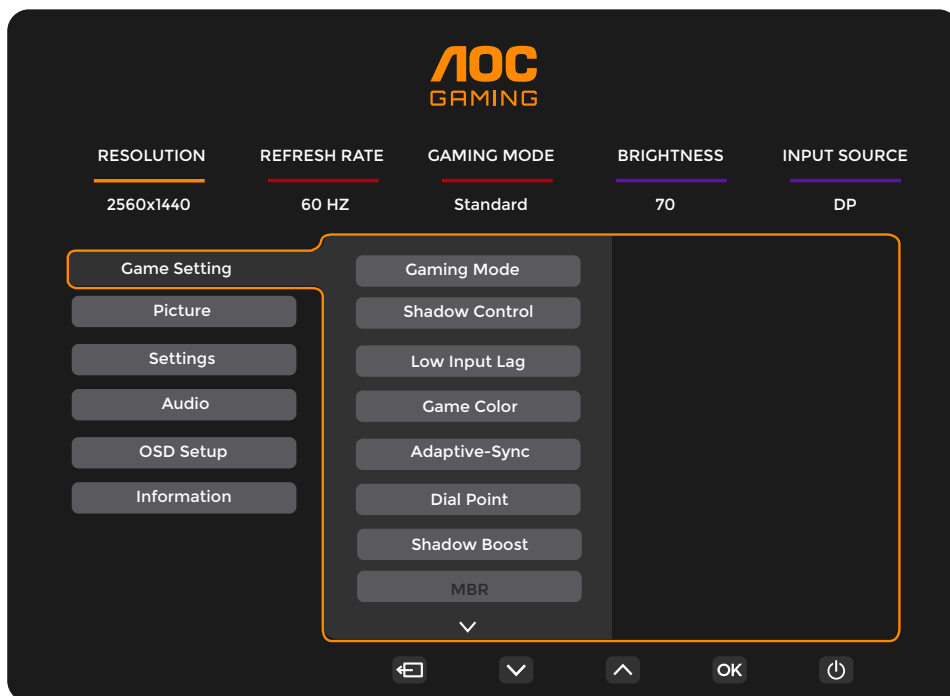 AOC
GAMING
RESOLUTION REFRESH RATE GAMING MODE BRIGHTNESS INPUT SOURCE
2560x1440 60 HZ Standard 70 DP
Game Setting
Picture
Settings
Audio
OSD Setup
Information
Gaming Mode
Shadow Control
Low Input Lag
Game Color
Adaptive-Sync
Dial Point
Shadow Boost
MBR
OK